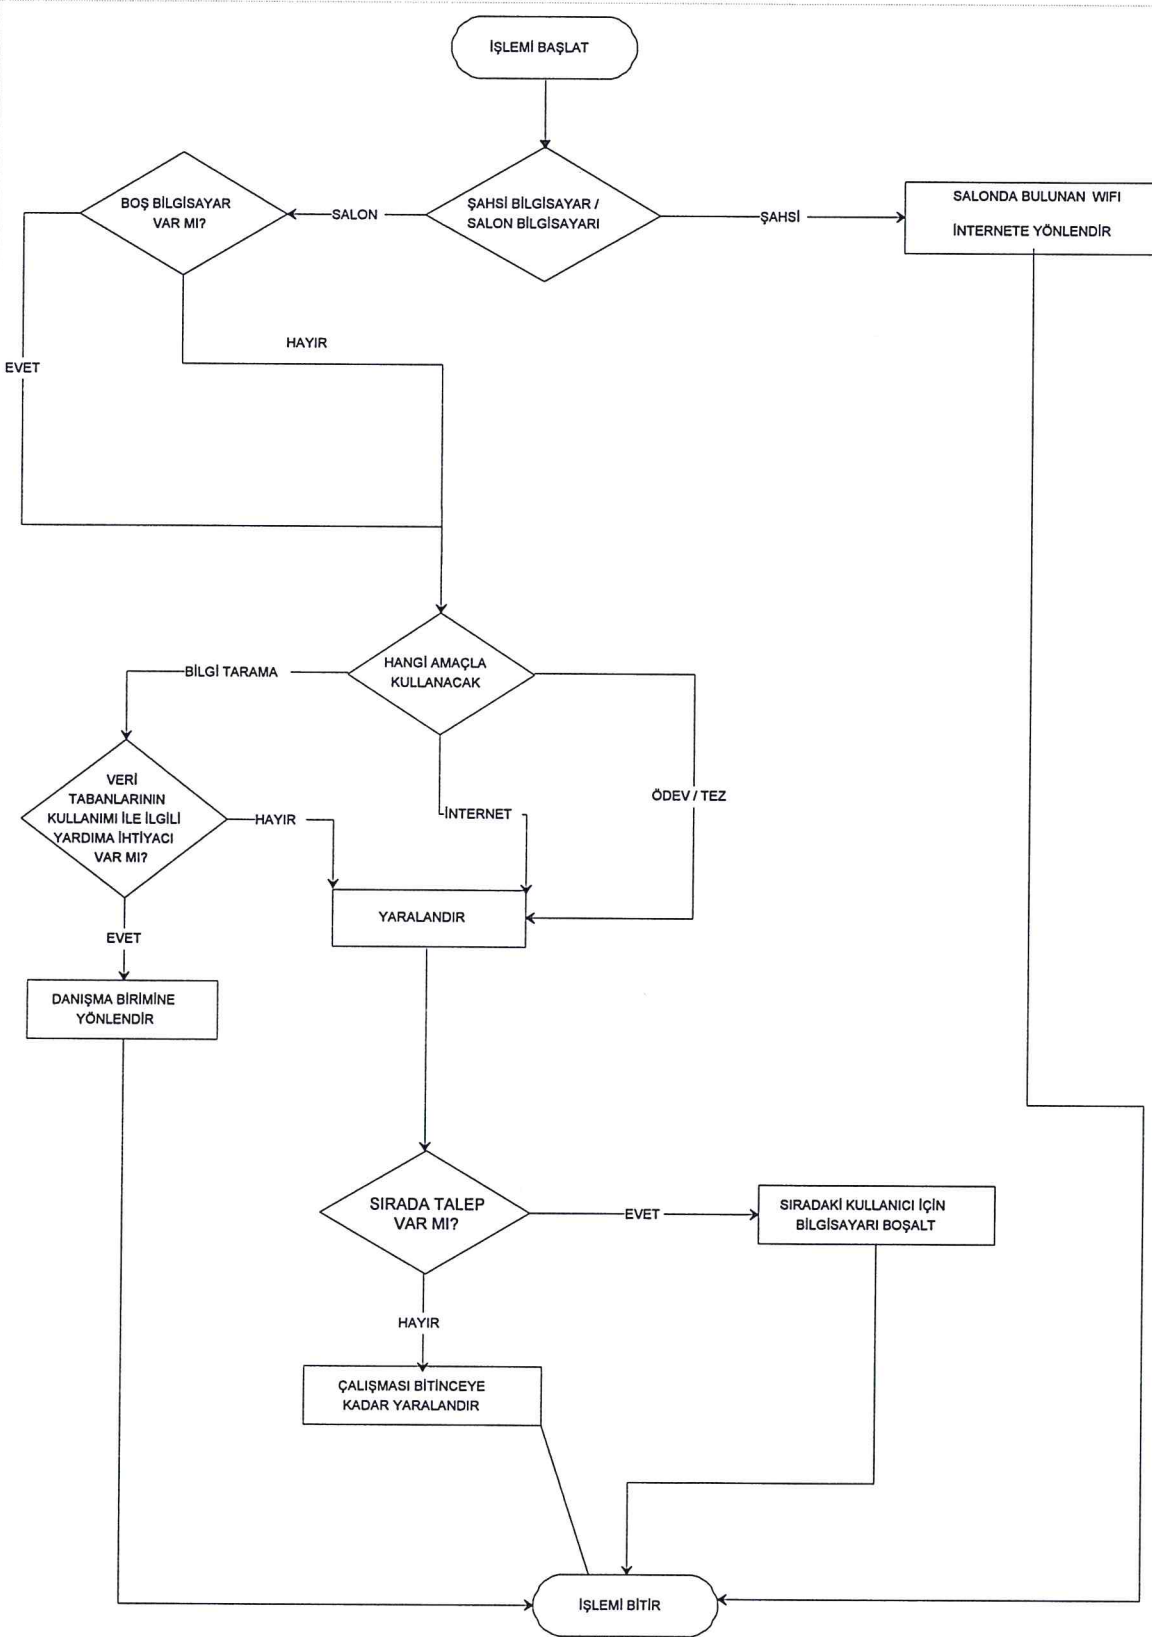 İŞLEMİ BAŞLAT
BOŞ BİLGİSAYAR
VAR MI?
SALON
ŞAHSİ BİLGİSAYAR /
SALON BİLGİSAYARI
ŞAHSİ
SALONDA BULUNAN WIFI
İNTERNETE YÖNLENDİR
HAYIR
EVET
HANGİ AMAÇLA
KULLANACAK
BİLGİ TARAMA
VERİ
TABANLARININ
KULLANIMI İLE İLGİLİ
YARDIMA İHTİYACI
VAR MI?
HAYIR
İNTERNET
ÖDEV / TEZ
YARALANDIR
EVET
DANIŞMA BİRİMİNE
YÖNLENDİR
SIRADA TALEP
VAR MI?
EVET
SIRADAKİ KULLANICI İÇİN
BİLGİSAYARI BOŞALT
HAYIR
ÇALIŞMASI BİTİNCEYE
KADAR YARALANDIR
İŞLEMİ BİTİR